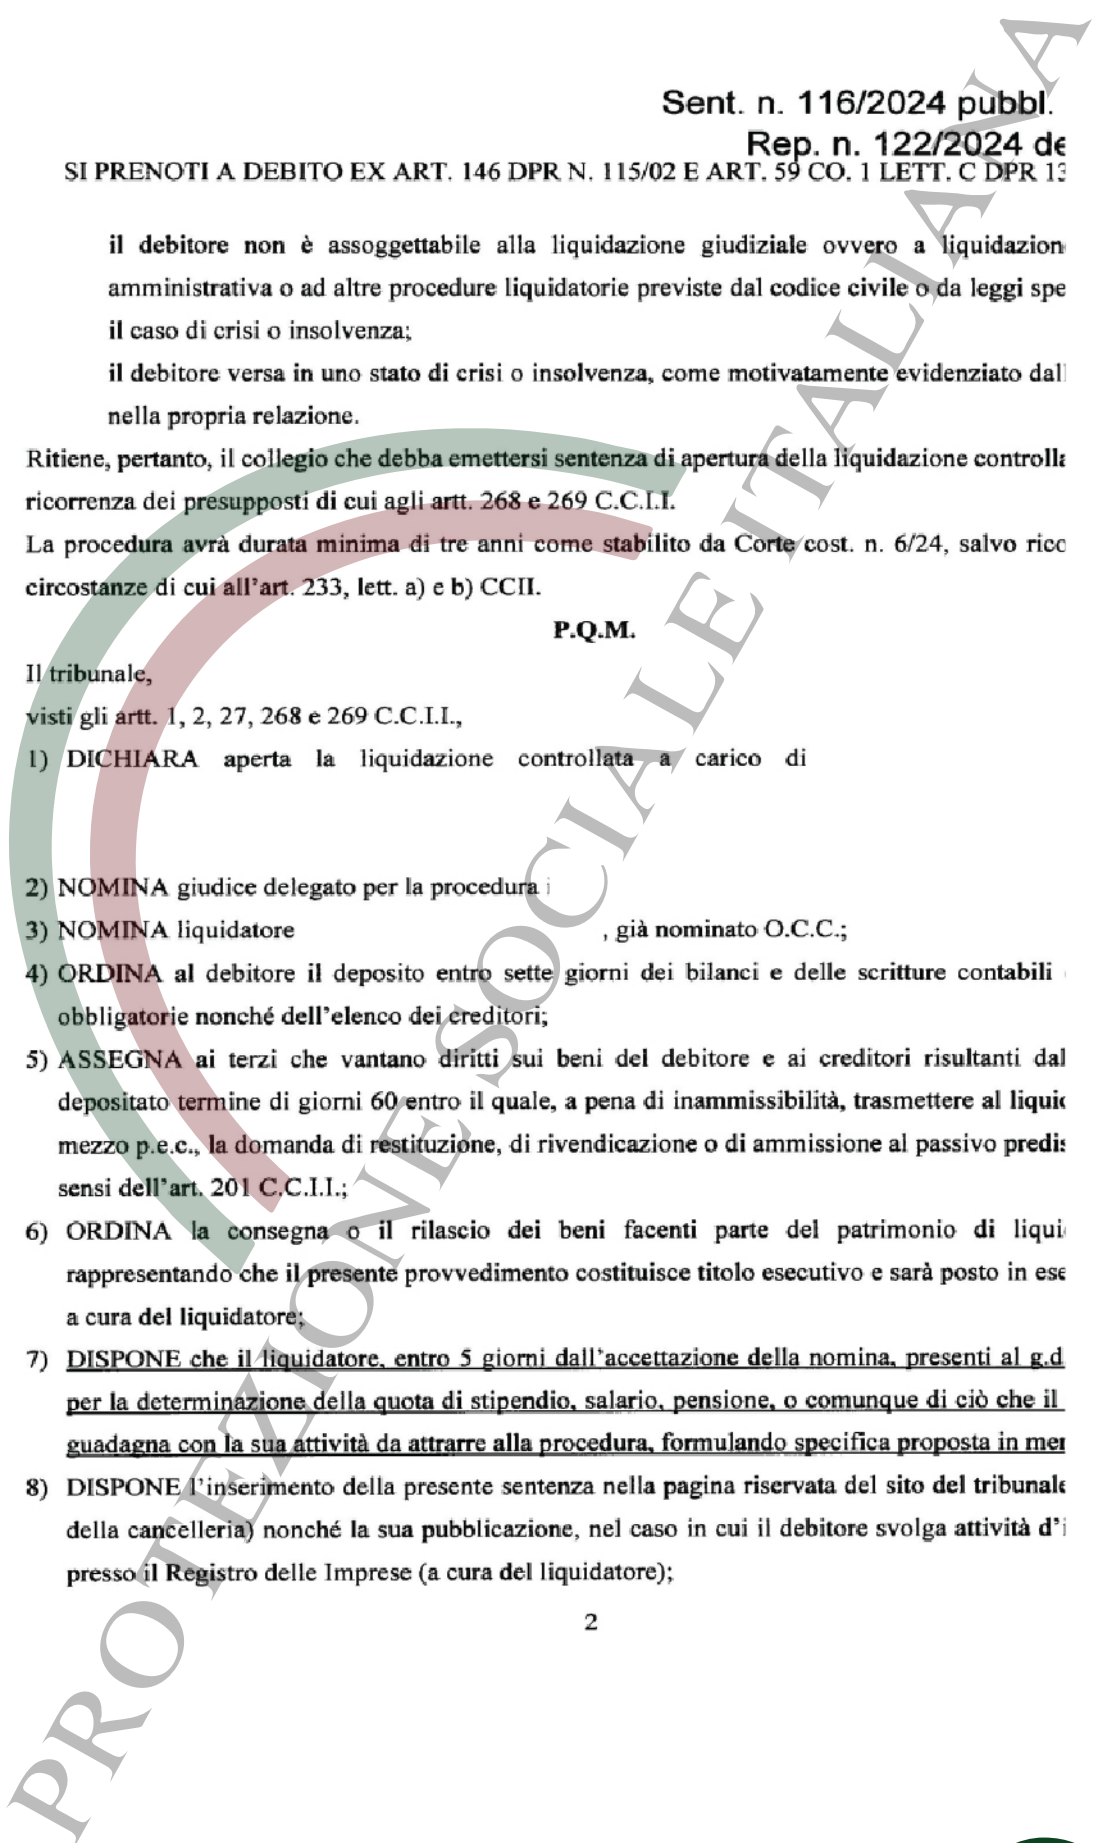 Sent. n. 116/2024 pubbl.
Rep. n. 122/2024 de
SI PRENOTI A DEBITO EX ART. 146 DPR N. 115/02 E ART. 59 CO. 1 LETT. C DPR 13
il debitore non è assoggettabile alla liquidazione giudiziale ovvero a liquidazion
amministrativa o ad altre procedure liquidatorie previste dal codice civile o da leggi spe
il caso di crisi o insolvenza;
il debitore versa in uno stato di crisi o insolvenza, come motivatamente evidenziato dall
nella propria relazione.
Ritiene, pertanto, il collegio che debba emettersi sentenza di apertura della liquidazione controlla
ricorrenza dei presupposti di cui agli artt. 268 e 269 C.C.I.I.
La procedura avrà durata minima di tre anni come stabilito da Corte cost. n. 6/24, salvo rico
circostanze di cui all'art. 233, lett. a) e b) CCII.
P.Q.M.
Il tribunale,
visti gli artt. 1, 2, 27, 268 e 269 C.C.I.I.,
1) DICHIARA aperta la liquidazione controllata a carico di
2) NOMINA giudice delegato per la procedura i
3) NOMINA liquidatore , già nominato O.C.C.;
4) ORDINA al debitore il deposito entro sette giorni dei bilanci e delle scritture contabili
obbligatorie nonché dell'elenco dei creditori;
5) ASSEGNA ai terzi che vantano diritti sui beni del debitore e ai creditori risultanti dal
depositato termine di giorni 60 entro il quale, a pena di inammissibilità, trasmettere al liquid
mezzo p.e.c., la domanda di restituzione, di rivendicazione o di ammissione al passivo predis
sensi dell'art. 201 C.C.I.I.;
6) ORDINA la consegna o il rilascio dei beni facenti parte del patrimonio di liqui
rappresentando che il presente provvedimento costituisce titolo esecutivo e sarà posto in ese
a cura del liquidatore;
7) DISPONE che il liquidatore, entro 5 giorni dall'accettazione della nomina, presenti al g.d
per la determinazione della quota di stipendio, salario, pensione, o comunque di ciò che il
guadagna con la sua attività da attrarre alla procedura, formulando specifica proposta in mer
8) DISPONE l'inserimento della presente sentenza nella pagina riservata del sito del tribunale
della cancelleria) nonché la sua pubblicazione, nel caso in cui il debitore svolga attività d'i
presso il Registro delle Imprese (a cura del liquidatore);
2
PROTEZIONE SOCIALE ITALIANA